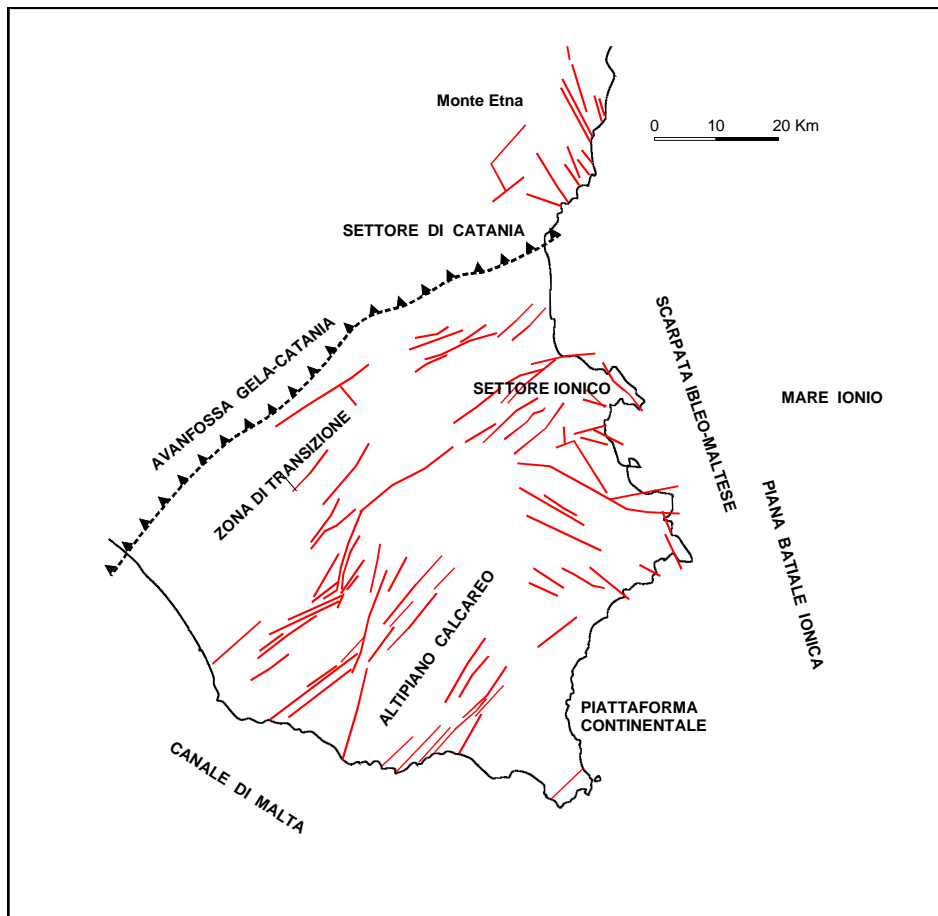 Monte Etna
0 10 20 Km
SETTORE DI CATANIA
AVANFOSSA GELA-CATANIA
SCARPATA IBLEO-MALTESE
SETTORE IONICO
MARE IONIO
ZONA DI TRANSIZIONE
PIANA BATIALE IONICA
ALTIPIANO CALCAREO
PIATTAFORMA
CONTINENTALE
CANALE DI MALTA